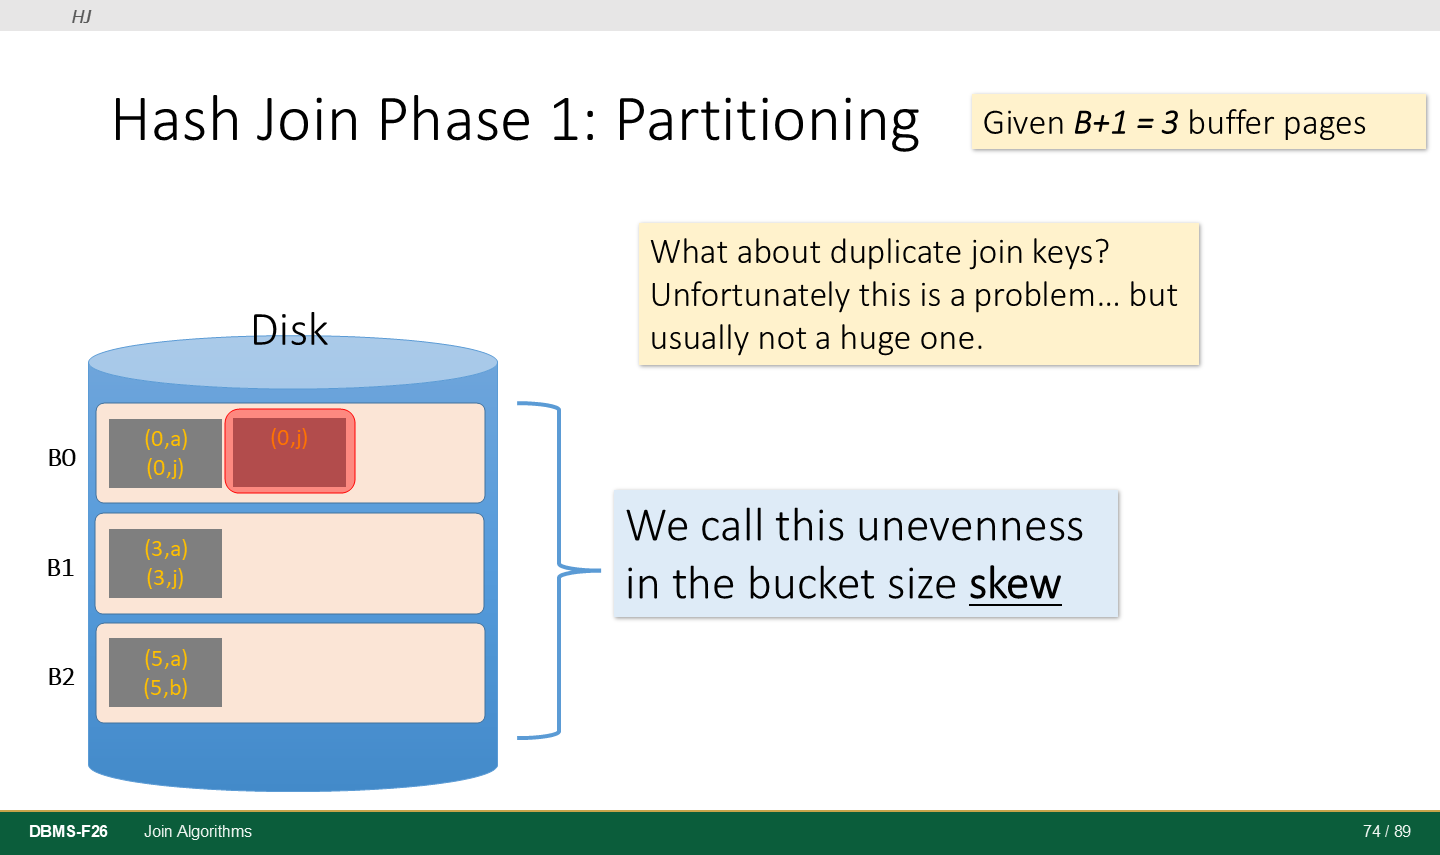 HJ
Hash Join Phase 1: Partitioning
Given B+1 = 3 buffer pages
What about duplicate join keys?
Unfortunately this is a problem… but
usually not a huge one.
Disk
B0
(0,a)
(0,j)
(0,j)
B1
(3,a)
(3,j)
B2
(5,a)
(5,b)
We call this unevenness
in the bucket size skew
DBMS-F26
Join Algorithms
74 / 89